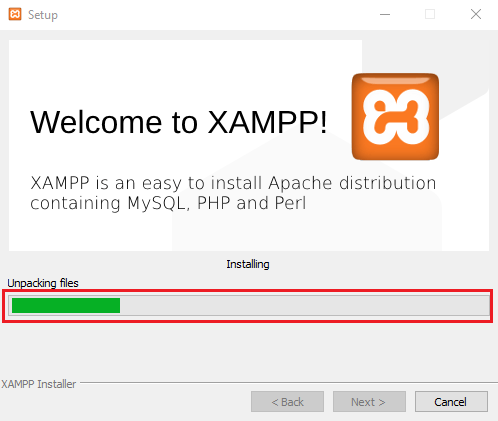 Setup
Welcome to XAMPP!
XAMPP is an easy to install Apache distribution
containing MySQL, PHP and Perl
Installing
Unpacking files
XAMPP Installer
< Back
Next >
Cancel